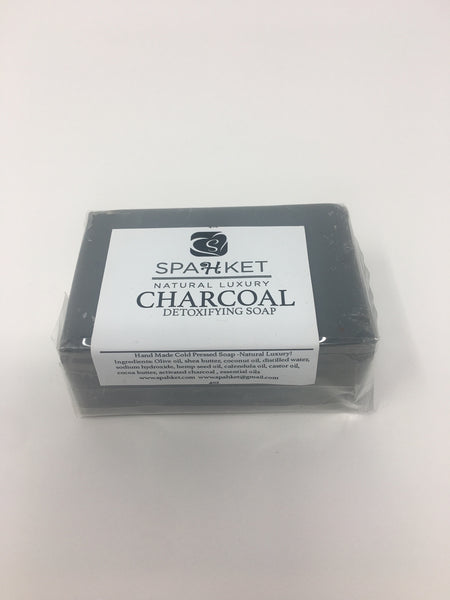 S
SPAHKET
NATURAL LUXURY
CHARCOAL
DETOXIFYING SOAP
Hand Made Cold Pressed Soap -Natural Luxury!
Ingredients: Olive oil, shea butter, coconut oil, distilled water,
sodium hydroxide, hemp seed oil, calendula oil, castor oil,
cocoa butter, activated charcoal , essential oils
www.spahket.com wwwspahket@gmail.com
4oz